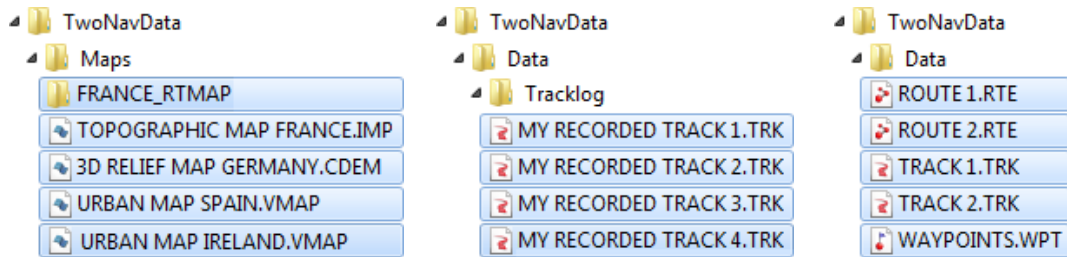 TwoNavData
Maps
FRANCE_RTMAP
TOPOGRAPHIC MAP FRANCE.IMP
3D RELIEF MAP GERMANY.CDEM
URBAN MAP SPAIN.VMAP
URBAN MAP IRELAND.VMAP
TwoNavData
Data
Tracklog
MY RECORDED TRACK 1.TRK
MY RECORDED TRACK 2.TRK
MY RECORDED TRACK 3.TRK
MY RECORDED TRACK 4.TRK
TwoNavData
Data
ROUTE 1.RTE
ROUTE 2.RTE
TRACK 1.TRK
TRACK 2.TRK
WAYPOINTS.WPT